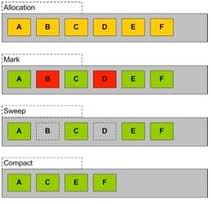 Allocation
A B C D E F
Mark
A B C D E F
Sweep
A B C D E F
Compact
A C E F